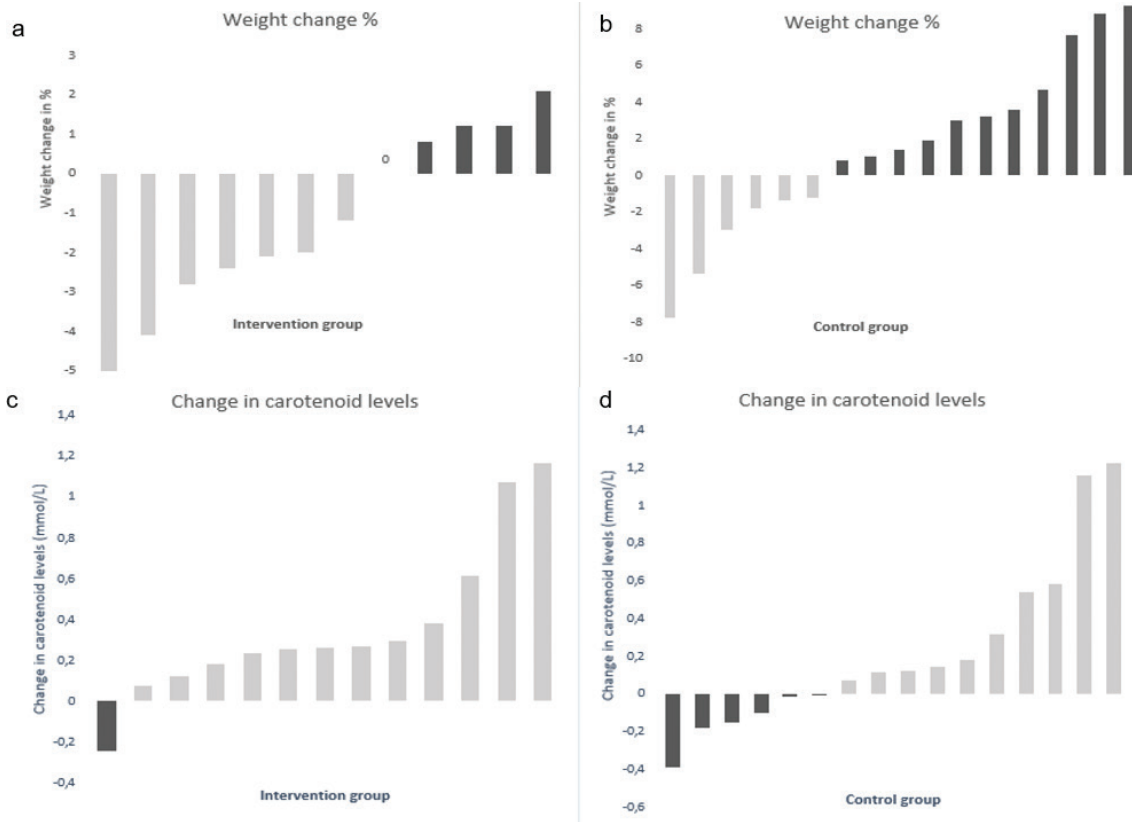 a
Weight change %
Weight change in %
3
2
1
0
-1
-2
-3
-4
-5
0
Intervention group
b
Weight change %
Weight change in %
8
6
4
2
0
-2
-4
-6
-8
-10
Control group
c
Change in carotenoid levels
Change in carotenoid levels (mmol/L)
1,4
1,2
1
0,8
0,6
0,4
0,2
0
-0,2
-0,4
Intervention group
d
Change in carotenoid levels
Change in carotenoid levels (mmol/L)
1,4
1,2
1
0,8
0,6
0,4
0,2
0
-0,2
-0,4
-0,6
Control group